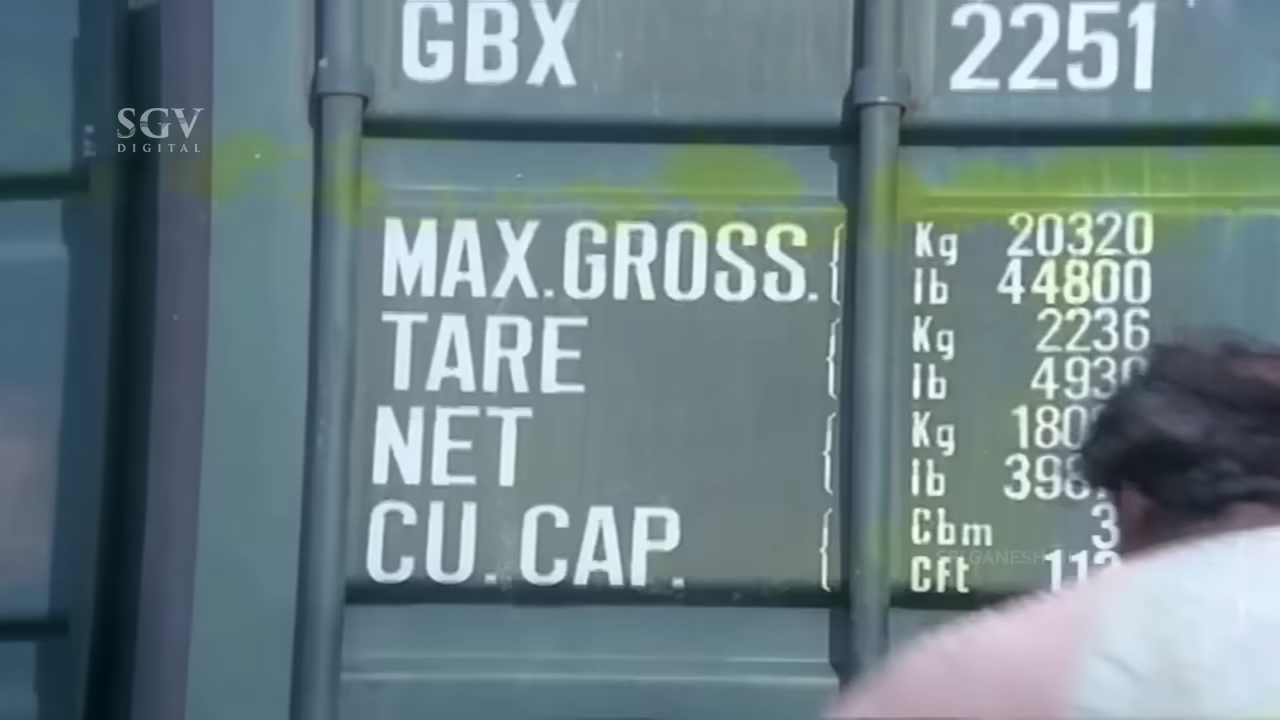 GBX 2251
SGV
DIGITAL
MAX.GROSS. Kg 20320
lb 44800
TARE Kg 2236
lb
NET Kg
lb
CU. CAP. Cbm
Cft